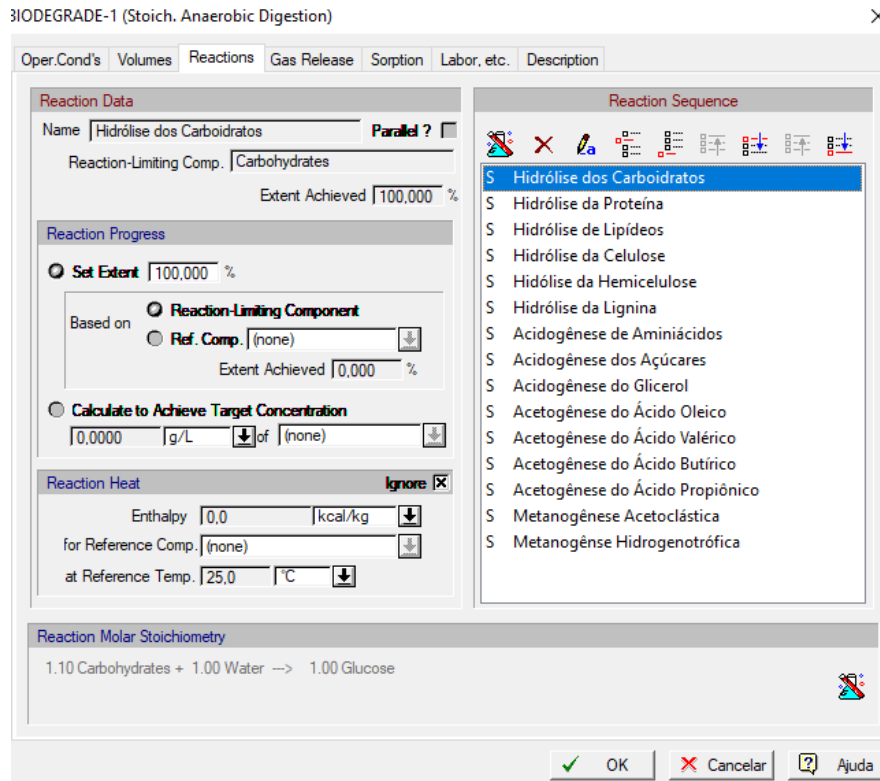 BIODEGRADE-1 (Stoich. Anaerobic Digestion)
Oper.Cond's Volumes Reactions Gas Release Sorption Labor, etc. Description
Reaction Data
Name Hidrólise dos Carboidratos Parallel ?
Reaction-Limiting Comp. Carbohydrates
Extent Achieved 100,000 %
Reaction Progress
Set Extent 100,000 %
Based on
Reaction-Limiting Component
Ref. Comp. (none)
Extent Achieved 0,000 %
Calculate to Achieve Target Concentration
0,0000 g/L of (none)
Reaction Heat Ignore
Enthalpy 0,0 kcal/kg
for Reference Comp. (none)
at Reference Temp. 25,0 °C
Reaction Sequence
S Hidrólise dos Carboidratos
S Hidrólise da Proteína
S Hidrólise de Lipídeos
S Hidrólise da Celulose
S Hidólise da Hemicelulose
S Hidrólise da Lignina
S Acidogênese de Aminiácidos
S Acidogênese dos Açúcares
S Acidogênese do Glicerol
S Acetogênese do Ácido Oleico
S Acetogênese do Ácido Valérico
S Acetogênese do Ácido Butírico
S Acetogênese do Ácido Propiônico
S Metanogênese Acetoclástica
S Metanogênse Hidrogenotrófica
Reaction Molar Stoichiometry
1.10 Carbohydrates + 1.00 Water ---> 1.00 Glucose
OK Cancelar Ajuda